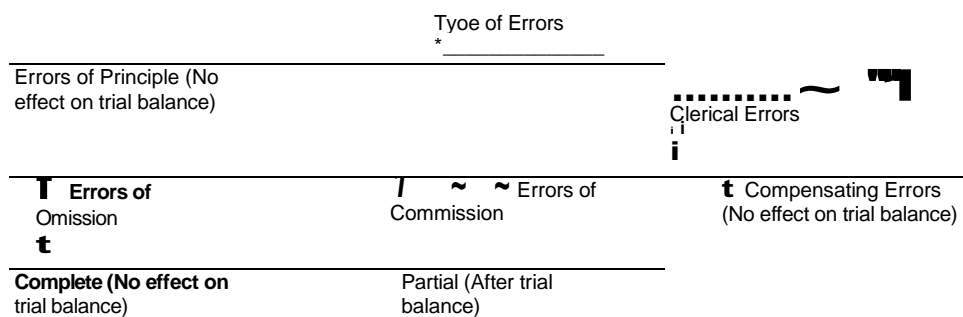 Tyoe of Errors
*
Errors of Principle (No
effect on trial balance)
Clerical Errors
i i
i
T Errors of
Omission
t
7 ~ ~ Errors of
Commission
t Compensating Errors
(No effect on trial balance)
Complete (No effect on
trial balance)
Partial (After trial
balance)